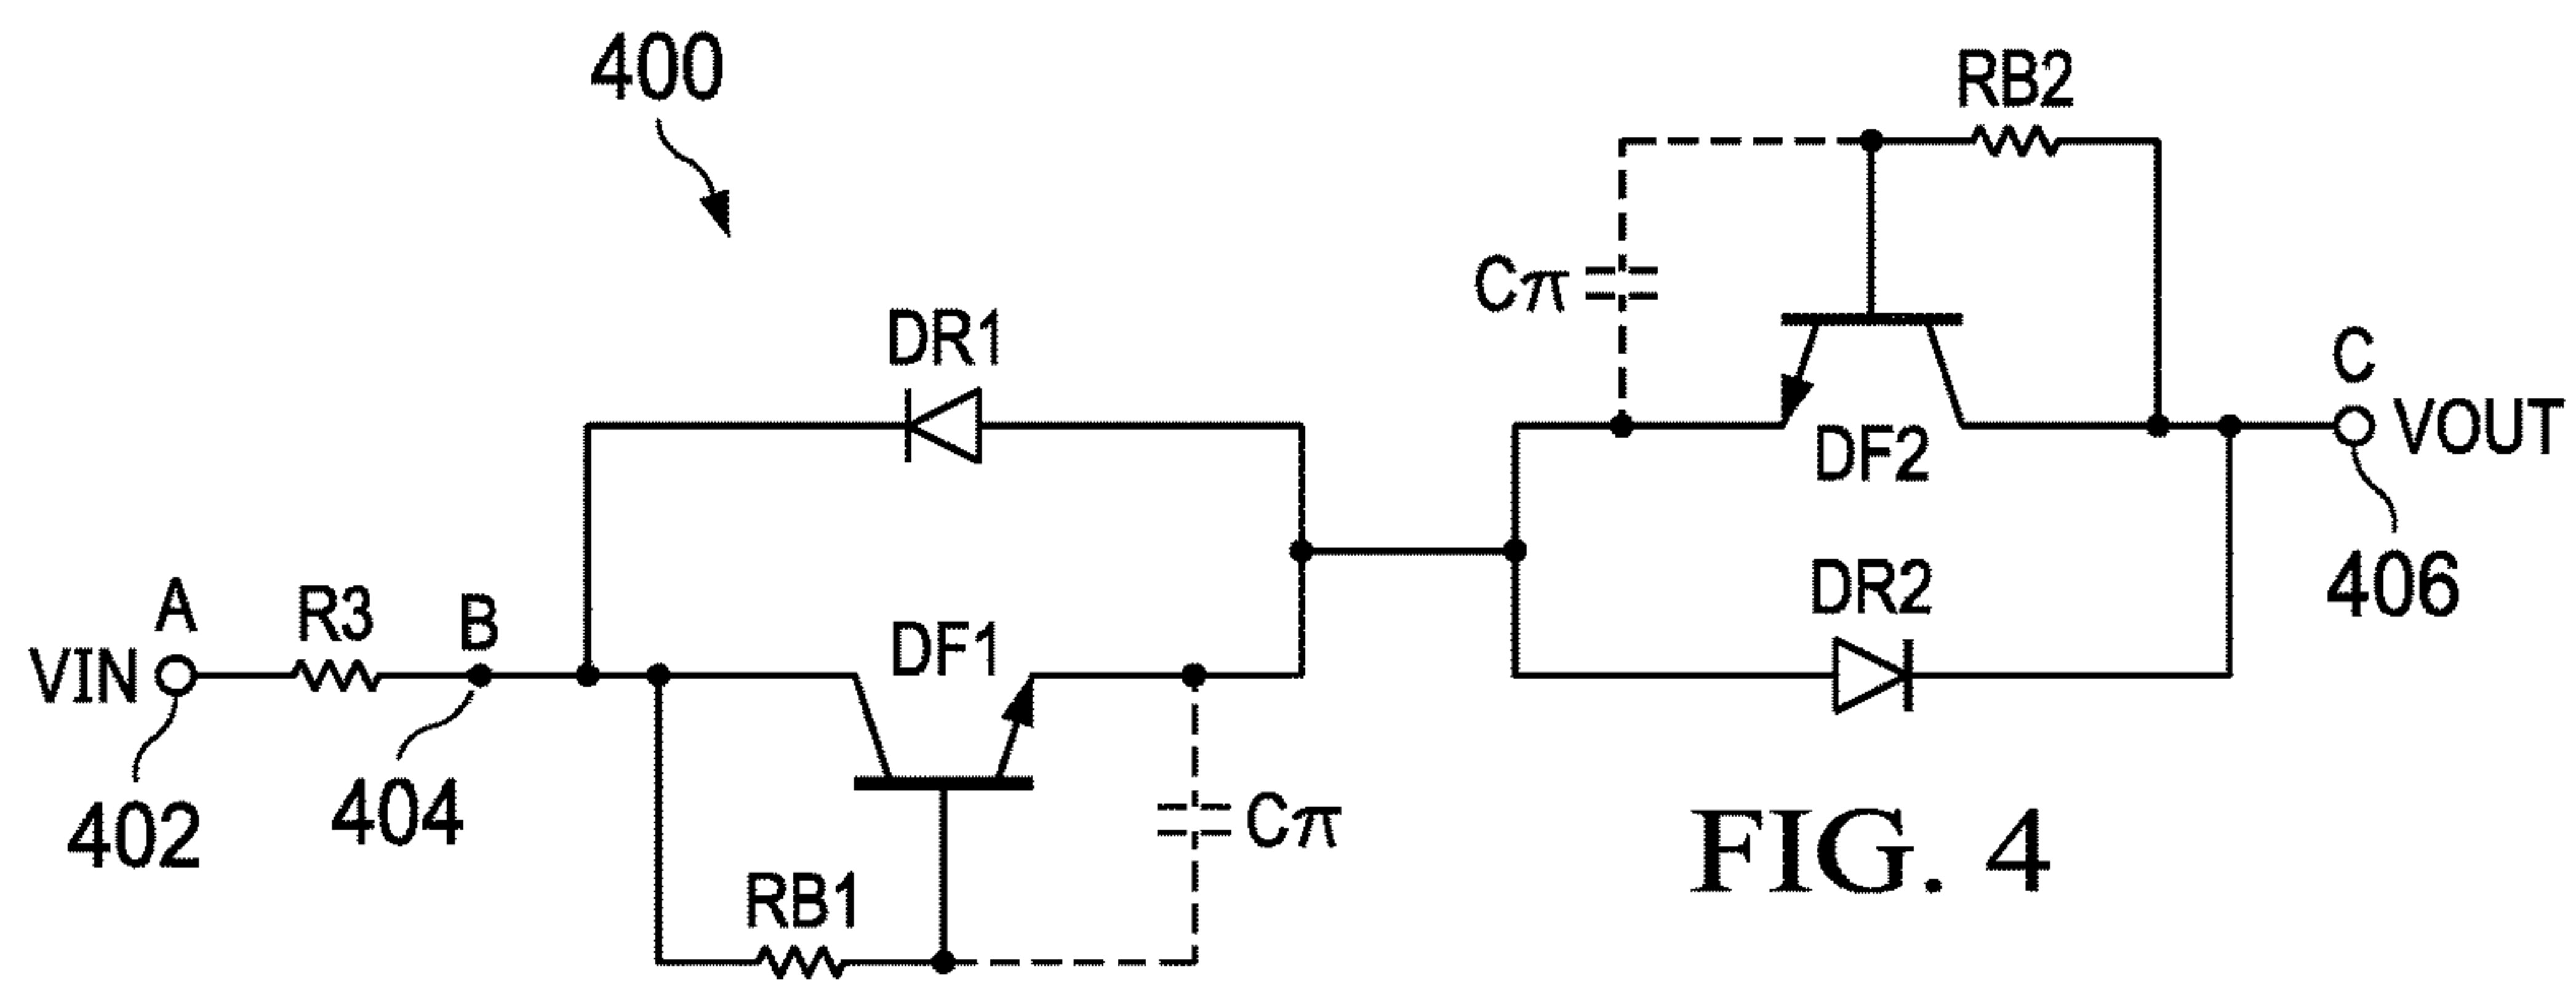 400
RB2
Cπ
DR1
C
VOUT
DF2
406
A
R3
B
DF1
DR2
VIN
402
404
Cπ
RB1
FIG. 4